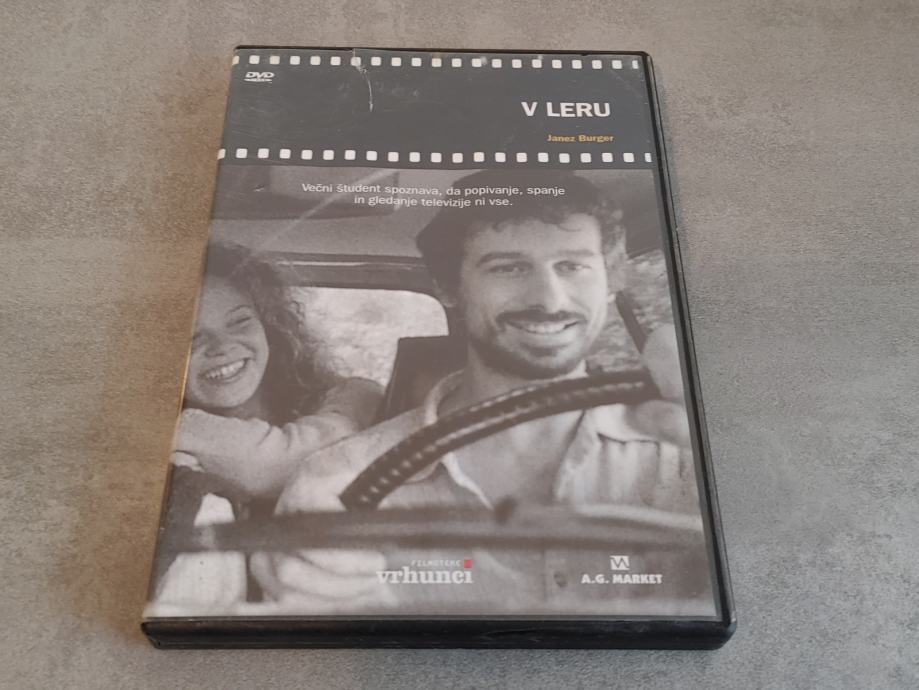 DVD
V LERU
Janez Burger
Večni študent spoznava, da popivanje, spanje
in gledanje televizije ni vse.
FILMOTEKE
vrhunci
A.G. MARKET